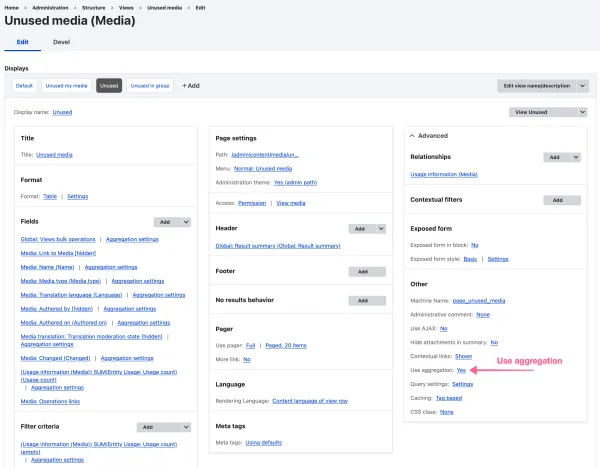 Home › Administration › Structure › Views › Unused media › Edit
Unused media (Media)
Edit Devel
Displays
Default Unused my media Unused Unused in group + Add Edit view name/description
Display name: Unused View Unused
Title
Title: Unused media
Format
Format: Table | Settings
Fields Add
Global: Views bulk operations | Aggregation settings
Media: Link to Media [hidden]
Media: Name (Name) | Aggregation settings
Media: Media type (Media type) | Aggregation settings
Media: Translation language (Language) | Aggregation settings
Media: Authored by [hidden] | Aggregation settings
Media: Authored on (Authored on) | Aggregation settings
Media translation: Translation moderation state [hidden] |
Aggregation settings
Media: Changed (Changed) | Aggregation settings
(Usage information (Media)) SUM(Entity Usage: Usage count)
(Usage count)
| Aggregation settings
Media: Operations links
Filter criteria Add
(Usage information (Media)) SUM(Entity Usage: Usage count)
(empty)
| Aggregation settings
Page settings
Path: /admin/content/media/un...
Menu: Normal: Unused media
Administration theme: Yes (admin path)
Access: Permission | View media
Header Add
Global: Result summary (Global: Result summary)
Footer Add
No results behavior Add
Pager
Use pager: Full | Paged, 20 items
More link: No
Language
Rendering Language: Content language of view row
Meta tags
Meta tags: Using defaults
Advanced
Relationships Add
Usage information (Media)
Contextual filters Add
Exposed form
Exposed form in block: No
Exposed form style: Basic | Settings
Other
Machine Name: page_unused_media
Administrative comment: None
Use AJAX: No
Hide attachments in summary: No
Contextual links: Shown
Use aggregation
Use aggregation: Yes
Query settings: Settings
Caching: Tag based
CSS class: None